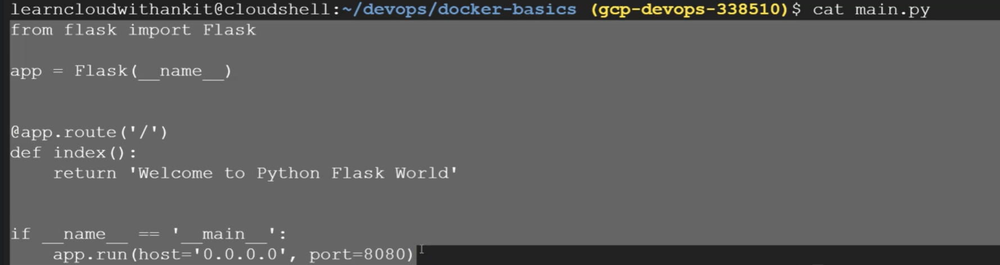 learncloudwithankit@cloudshell:~/devops/docker-basics (gcp-devops-338510)$ cat main.py
from flask import Flask
app = Flask(__name__)
@app.route('/')
def index():
    return 'Welcome to Python Flask World'
if __name__ == '__main__':
    app.run(host='0.0.0.0', port=8080)